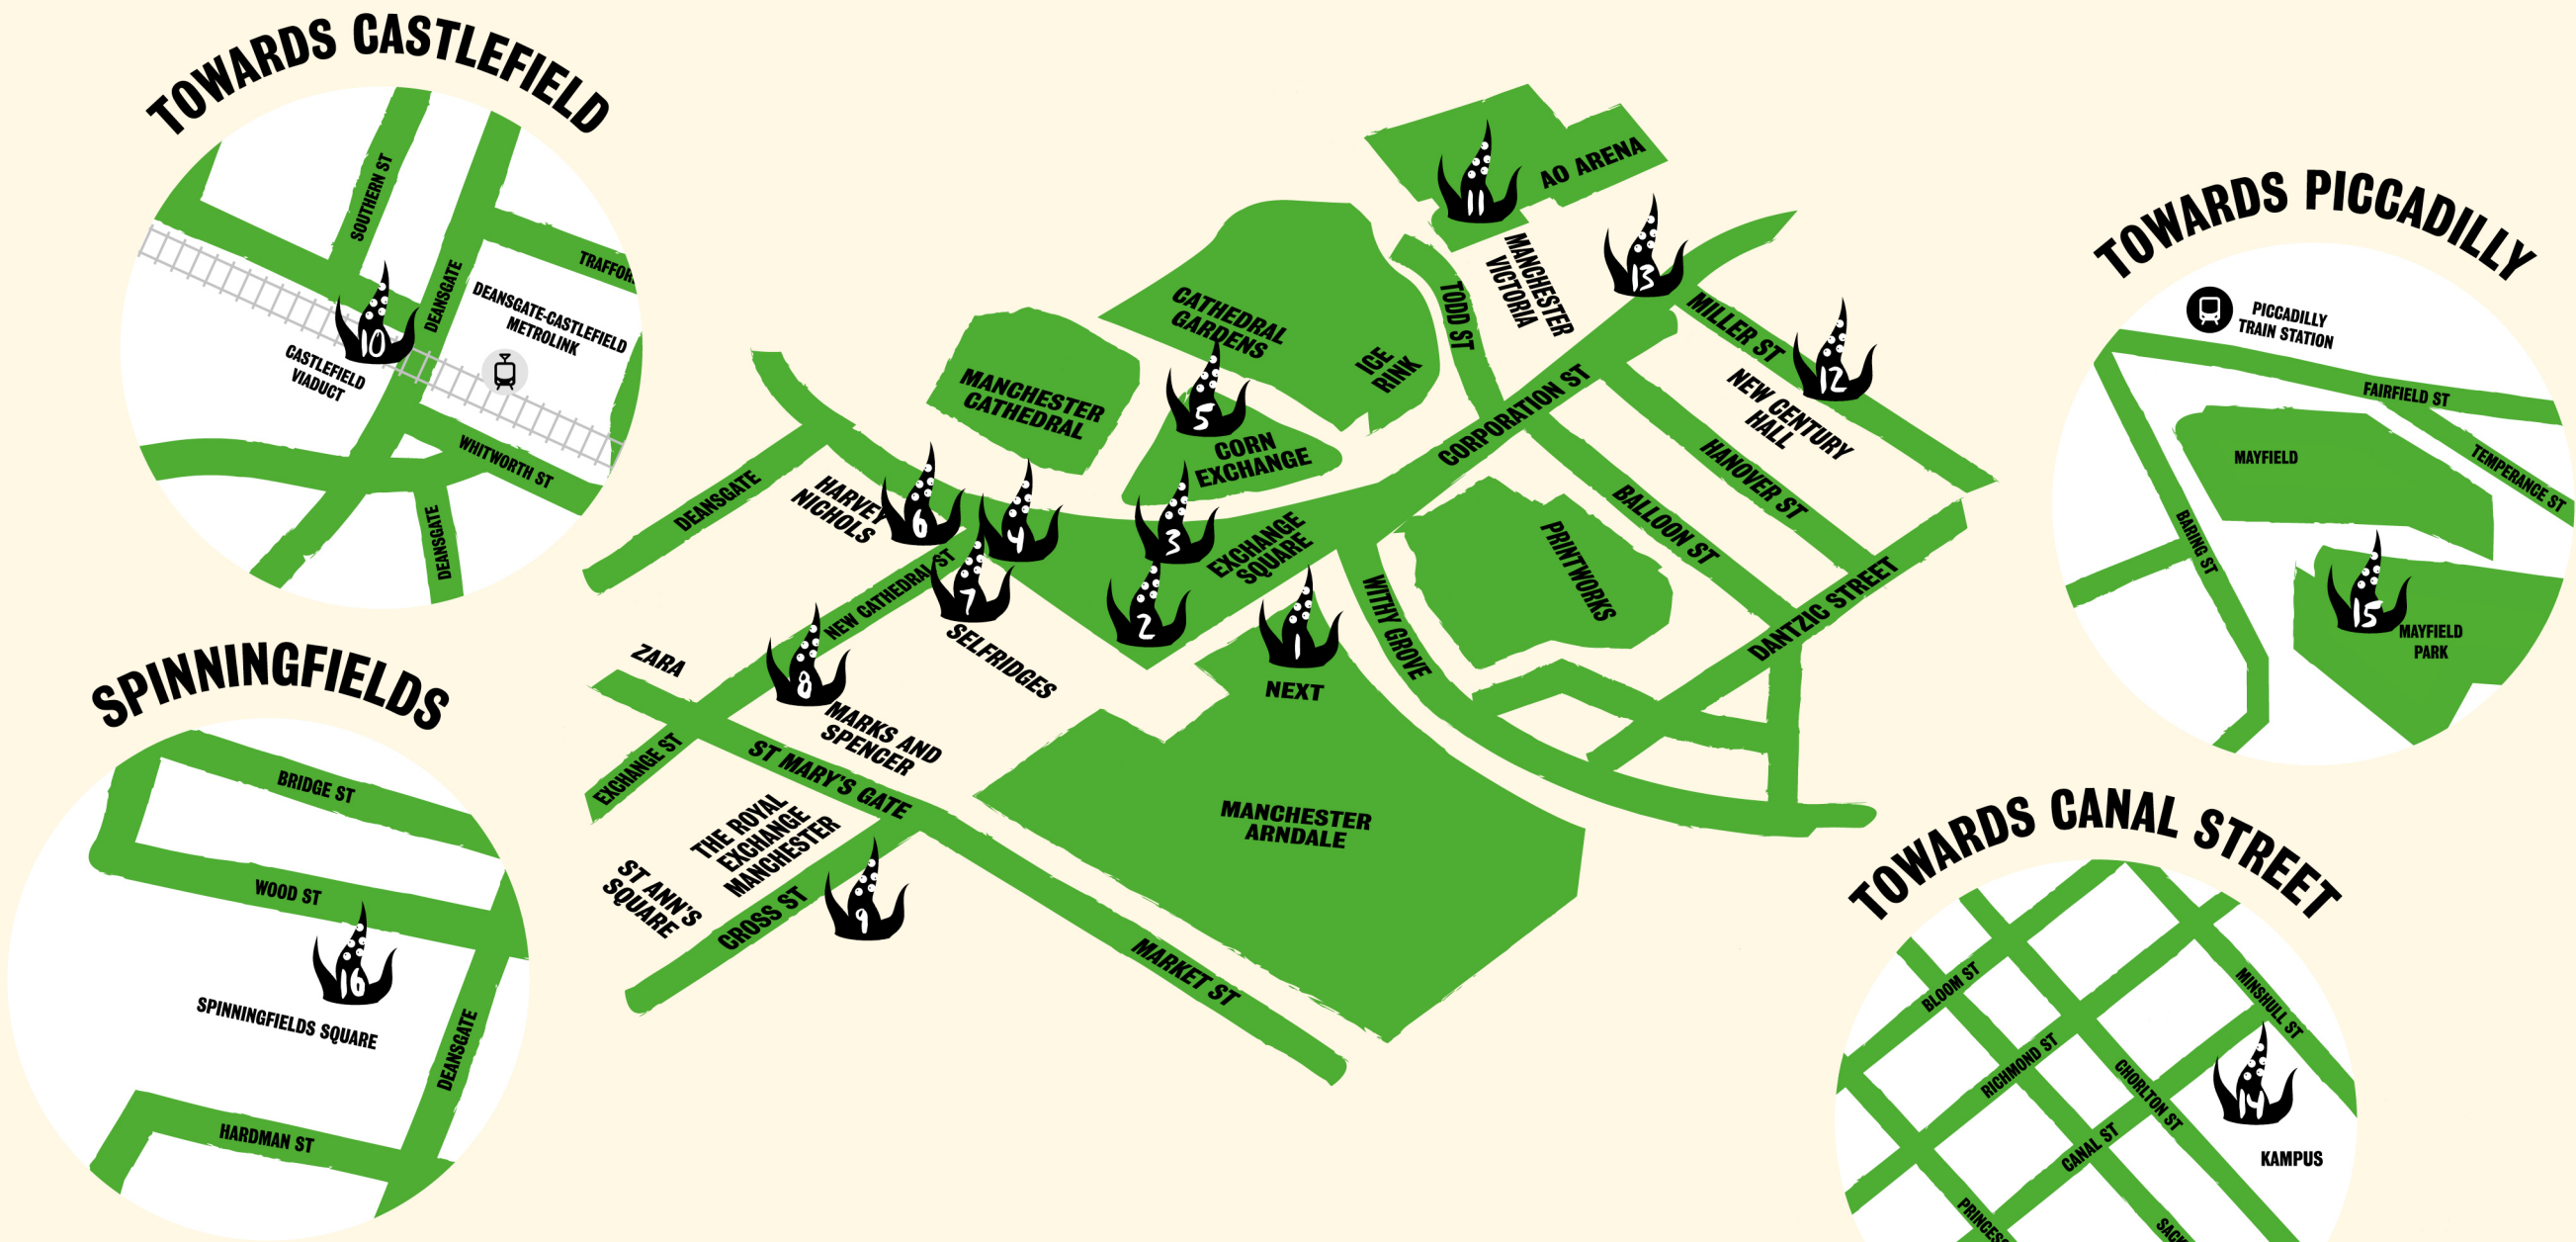 TOWARDS CASTLEFIELD
SOUTHERN ST
DEANSGATE
DEANSGATE-CASTLEFIELD
METROLINK
10
CASTLEFIELD
VIADUCT
WHITWORTH ST
DEANSGATE
SPINNINGFIELDS
BRIDGE ST
WOOD ST
16
SPINNINGFIELDS SQUARE
DEANSGATE
HARDMAN ST
11
AO ARENA
MANCHESTER
VICTORIA
13
TODD ST
MILLER ST
12
NEW CENTURY
HALL
CATHEDRAL
GARDENS
ICE
RINK
MANCHESTER
CATHEDRAL
5
CORN
EXCHANGE
CORPORATION ST
HANOVER ST
BALLOON ST
DEANSGATE
HARVEY
NICHOLS
6
4
3
EXCHANGE
SQUARE
PRINTWORKS
NEW CATHEDRAL ST
7
2
1
WITHY GROVE
DANTZIC STREET
SELFRIDGES
NEXT
ZARA
8
MARKS AND
SPENCER
EXCHANGE ST
ST MARY'S GATE
THE ROYAL
EXCHANGE
MANCHESTER
MANCHESTER
ARNDALE
ST ANN'S
SQUARE
CROSS ST
9
MARKET ST
TOWARDS PICCADILLY
PICCADILLY
TRAIN STATION
FAIRFIELD ST
MAYFIELD
TEMPERANCE ST
BARING ST
15
MAYFIELD
PARK
TOWARDS CANAL STREET
BLOOM ST
MINSHULL ST
RICHMOND ST
CHORLTON ST
14
CANAL ST
KAMPUS